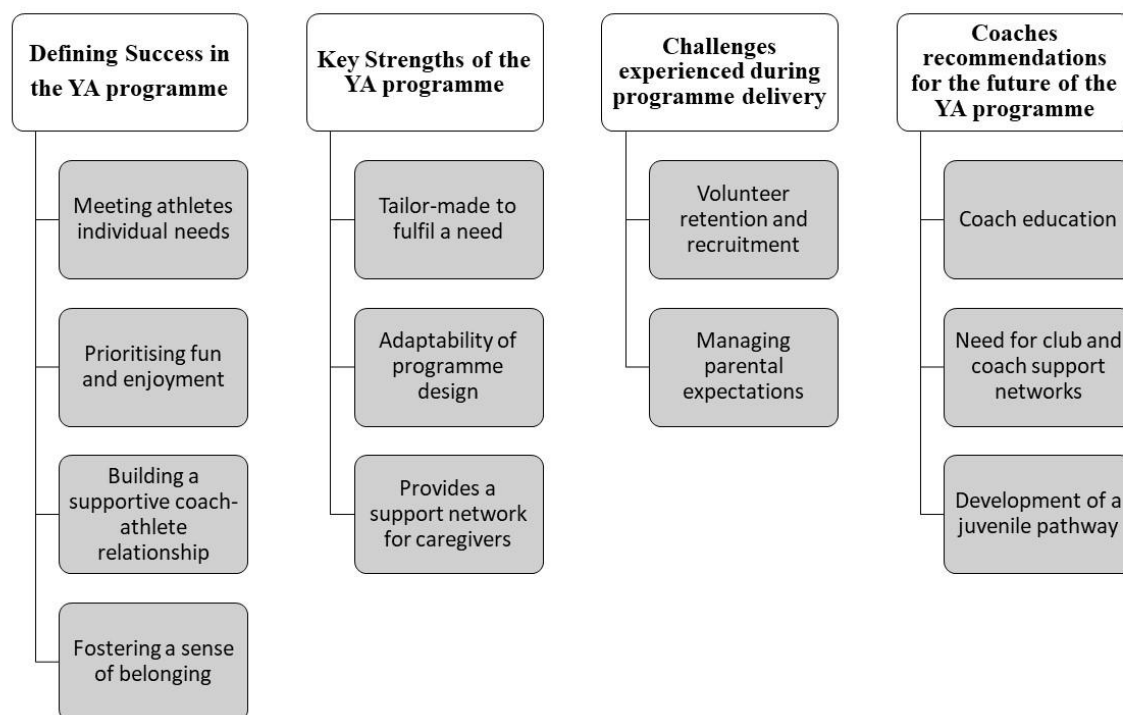 Defining Success in
the YA programme
Meeting athletes
individual needs
Prioritising fun
and enjoyment
Building a
supportive coach-
athlete
relationship
Fostering a sense
of belonging
Key Strengths of the
YA programme
Tailor-made to
fulfil a need
Adaptability of
programme
design
Provides a
support network
for caregivers
Challenges
experienced during
programme delivery
Volunteer
retention and
recruitment
Managing
parental
expectations
Coaches
recommendations
for the future of the
YA programme
Coach education
Need for club and
coach support
networks
Development of a
juvenile pathway